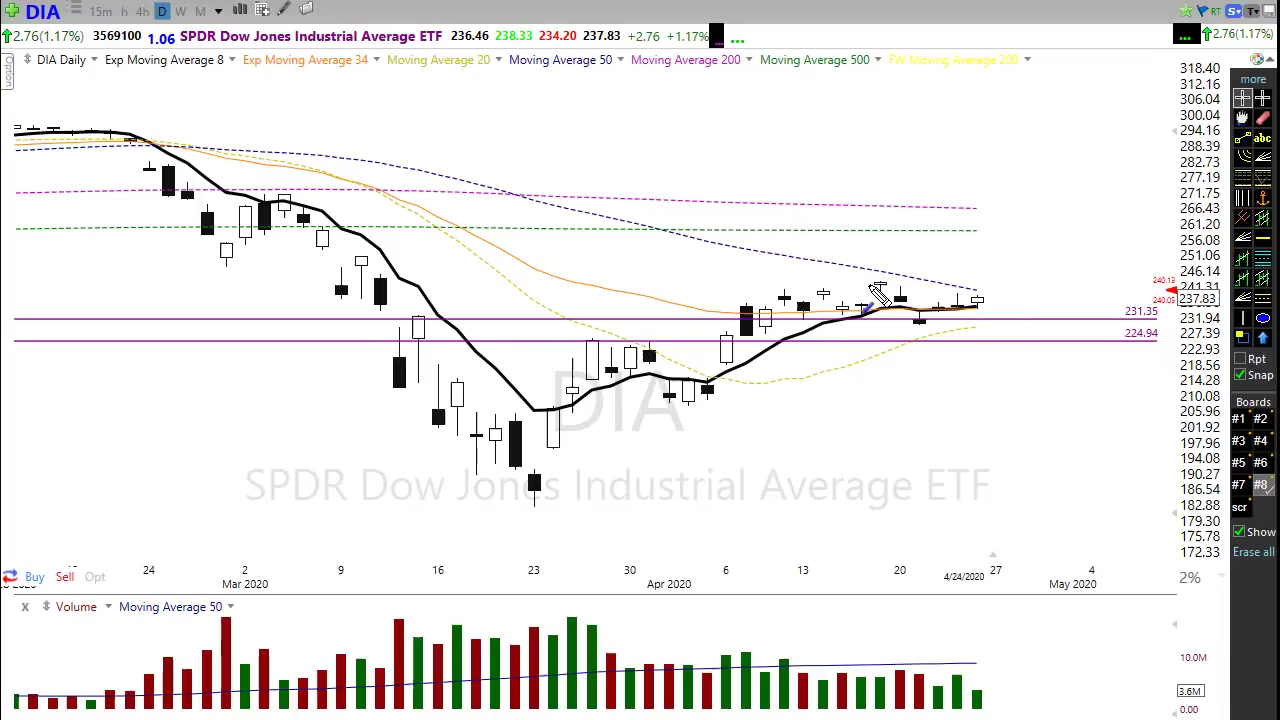 DIA 15m h 4h D W M RT S T
2.76(1.17%) 3569100 1.06 SPDR Dow Jones Industrial Average ETF 236.46 238.33 234.20 237.83 +2.76 +1.17% ... ... 2.76(1.17%)
Option DIA Daily Exp Moving Average 8 Exp Moving Average 34 Moving Average 20 Moving Average 50 Moving Average 200 Moving Average 500 FW Moving Average 200
318.40
312.16
306.04
300.04
294.16
288.39
282.73
277.19
271.75
266.43
261.20
256.08
251.06
246.14
241.31
240.13
240.05
237.83
231.35
231.94
224.94
227.39
222.93
218.56
214.28
210.08
205.96
201.92
197.96
194.08
190.27
186.54
182.88
179.30
175.78
172.33
DIA
SPDR Dow Jones Industrial Average ETF
more
abc
Rpt
Snap
Boards
#1 #2
#3 #4
#5 #6
#7 #8
scr
Show
Erase all
24 2 9 16 23 30 6 13 20 27 4
Mar 2020 Apr 2020 4/24/2020 May 2020
Buy Sell Opt
2%
x Volume Moving Average 50
10.0M
3.6M
0.00